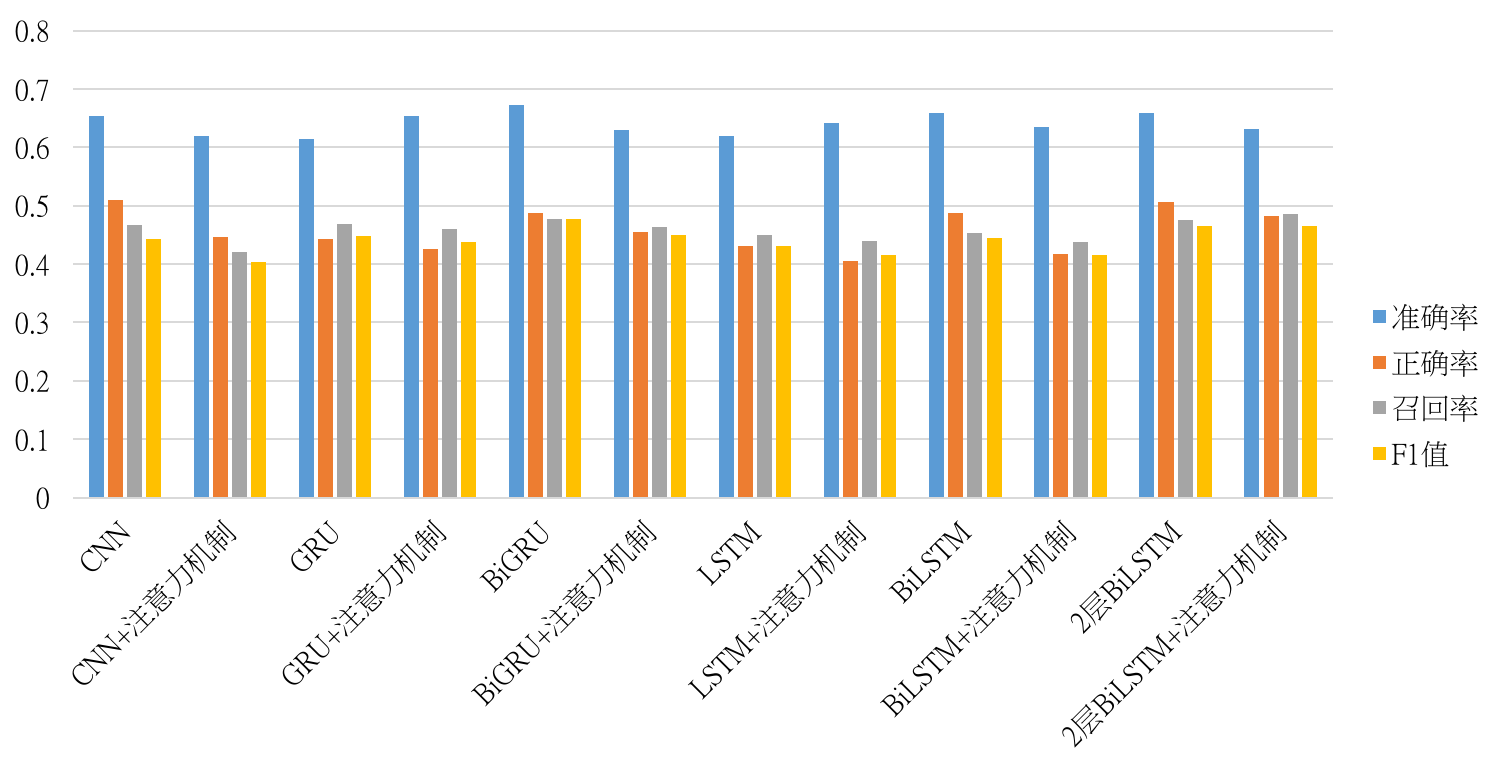 0.8
0.7
0.6
0.5
0.4
0.3
0.2
0.1
0
CNN
CNN+注意力机制
GRU
GRU+注意力机制
BiGRU
BiGRU+注意力机制
LSTM
LSTM+注意力机制
BiLSTM
BiLSTM+注意力机制
2层BiLSTM
2层BiLSTM+注意力机制
准确率
正确率
召回率
F1值